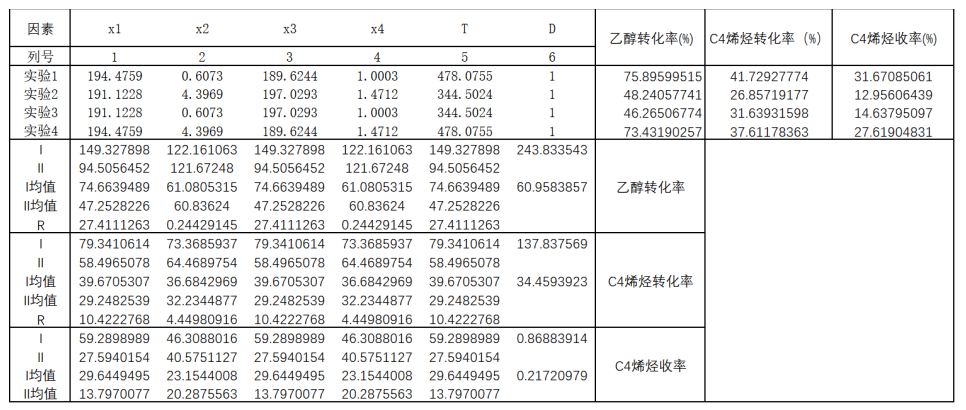 因素 x1 x2 x3 x4 T D 乙醇转化率(%) C4烯烃转化率（%） C4烯烃收率(%)
列号 1 2 3 4 5 6
实验1 194.4759 0.6073 189.6244 1.0003 478.0755 1 75.89599515 41.72927774 31.67085061
实验2 191.1228 4.3969 197.0293 1.4712 344.5024 1 48.24057741 26.85719177 12.95606439
实验3 191.1228 0.6073 197.0293 1.0003 344.5024 1 46.26506774 31.63931598 14.63795097
实验4 194.4759 4.3969 189.6244 1.4712 478.0755 1 73.43190257 37.61178363 27.61904831
I 149.327898 122.161063 149.327898 122.161063 149.327898 243.833543
II 94.5056452 121.67248 94.5056452 121.67248 94.5056452
I均值 74.6639489 61.0805315 74.6639489 61.0805315 74.6639489 60.9583857 乙醇转化率
II均值 47.2528226 60.83624 47.2528226 60.83624 47.2528226
R 27.4111263 0.24429145 27.4111263 0.24429145 27.4111263
I 79.3410614 73.3685937 79.3410614 73.3685937 79.3410614 137.837569
II 58.4965078 64.4689754 58.4965078 64.4689754 58.4965078
I均值 39.6705307 36.6842969 39.6705307 36.6842969 39.6705307 34.4593923 C4烯烃转化率
II均值 29.2482539 32.2344877 29.2482539 32.2344877 29.2482539
R 10.4222768 4.44980916 10.4222768 4.44980916 10.4222768
I 59.2898989 46.3088016 59.2898989 46.3088016 59.2898989 0.86883914
II 27.5940154 40.5751127 27.5940154 40.5751127 27.5940154
I均值 29.6449495 23.1544008 29.6449495 23.1544008 29.6449495 0.21720979 C4烯烃收率
II均值 13.7970077 20.2875563 13.7970077 20.2875563 13.7970077